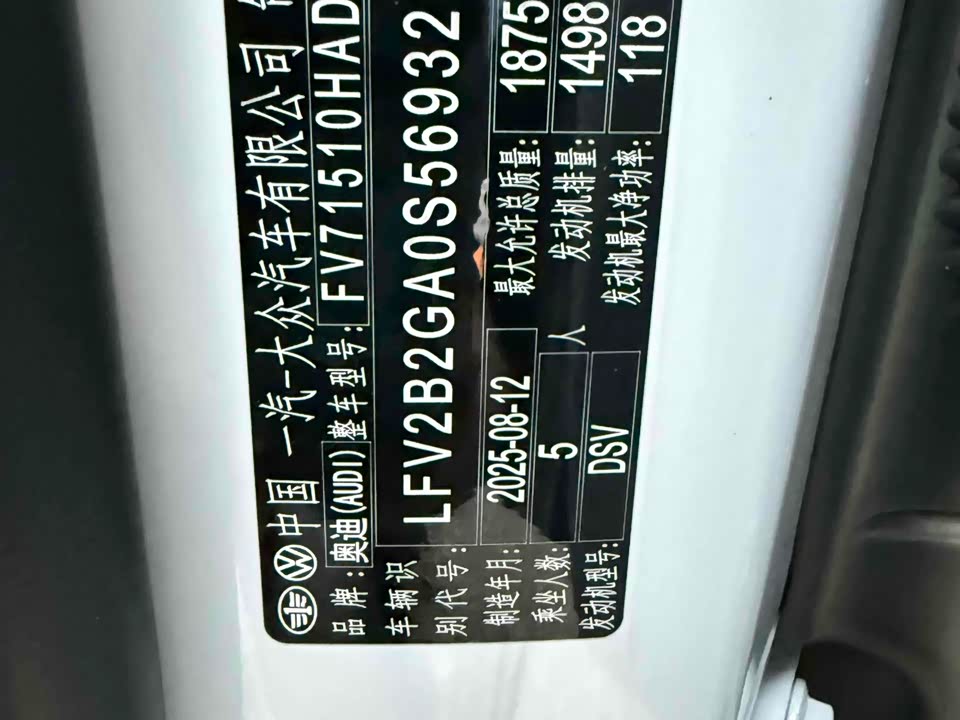 中国 一汽-大众汽车有限公司
品牌:奥迪(AUDI) 整车型号:FV71510HAD
车辆识别代号: LFV2B2GA0S56932
制造年月: 2025-08-12 最大允许总质量: 1875
乘坐人数: 5 人 发动机排量: 1498
发动机型号: DSV 发动机最大净功率: 118